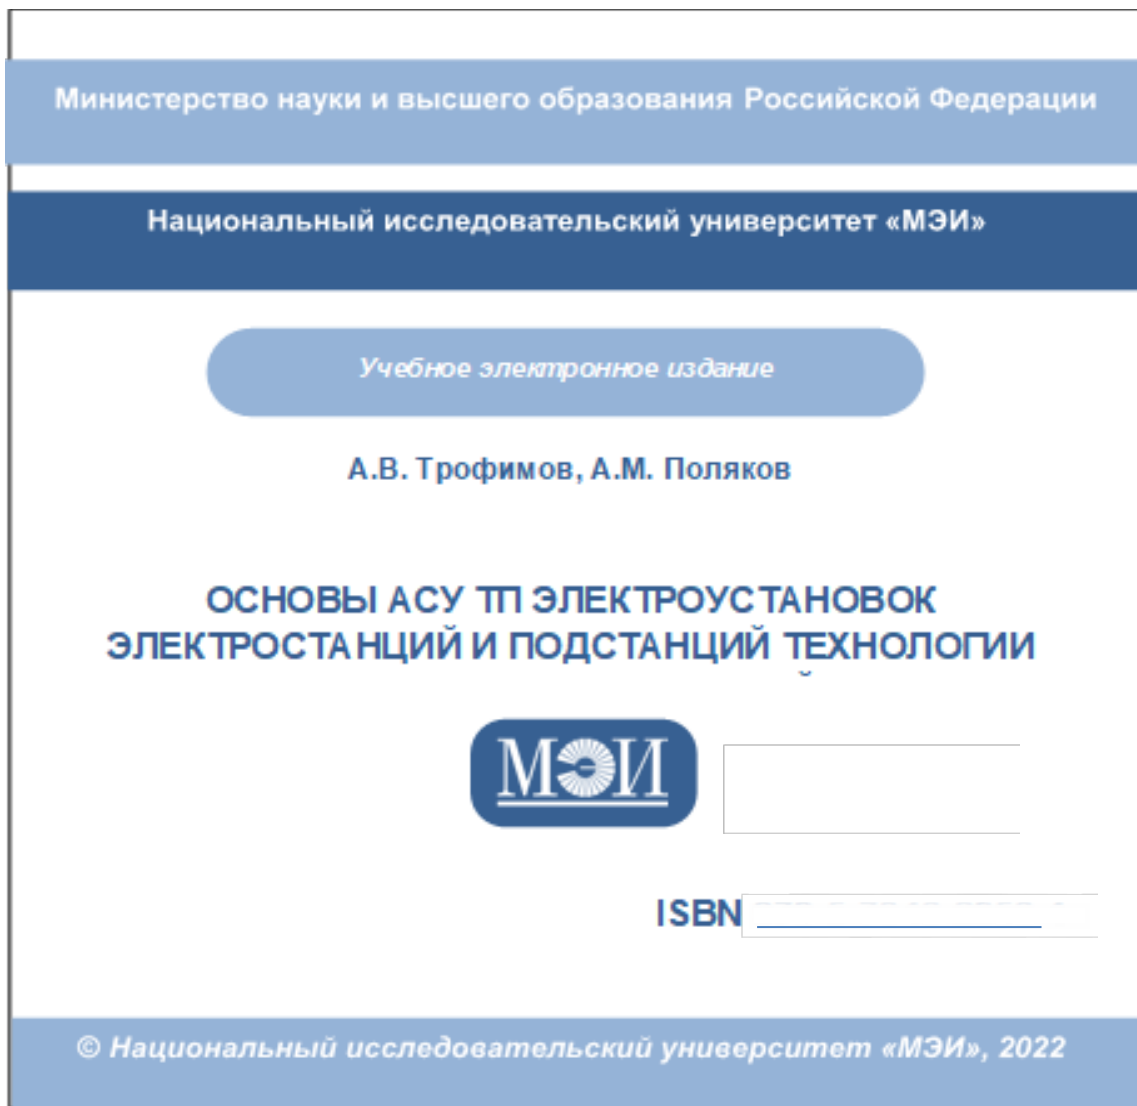 Министерство науки и высшего образования Российской Федерации
Национальный исследовательский университет «МЭИ»
Учебное электронное издание
А.В. Трофимов, А.М. Поляков
ОСНОВЫ АСУ ТП ЭЛЕКТРОУСТАНОВОК
ЭЛЕКТРОСТАНЦИЙ И ПОДСТАНЦИЙ ТЕХНОЛОГИИ
МЭИ
ISBN
© Национальный исследовательский университет «МЭИ», 2022